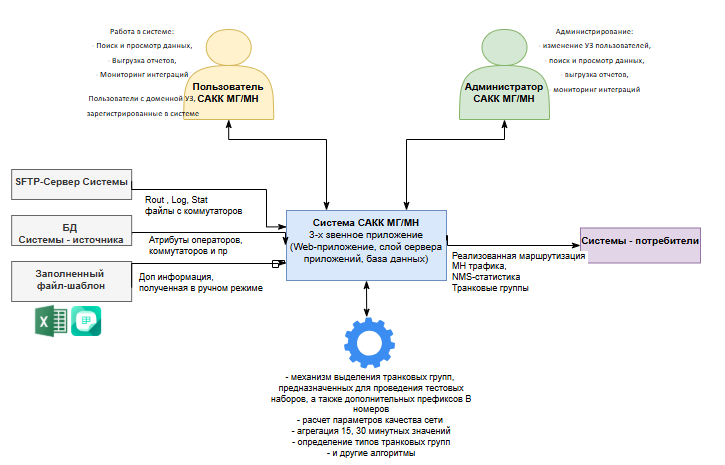 Работа в системе:
· Поиск и просмотр данных,
· Выгрузка отчетов,
· Мониторинг интеграций
Пользователи с доменной УЗ,
зарегистрированные в системе
Пользователь
САКК МГ/МН
Администратор
САКК МГ/МН
Администрирование:
· изменение УЗ пользователей,
· поиск и просмотр данных,
· выгрузка отчетов,
мониторинг интеграций
SFTP-Сервер Системы
Rout , Log, Stat
файлы с коммутаторов
БД
Системы - источника
Атрибуты операторов,
коммутаторов и пр
Заполненный
файл-шаблон
Доп информация,
полученная в ручном режиме
X
Система САКК МГ/МН
3-х звенное приложение
(Web-приложение, слой сервера
приложений, база данных)
Системы - потребители
Реализованная маршрутизация
МН трафика,
NMS-статистика
Транковые группы
- механизм выделения транковых групп,
предназначенных для проведения тестовых
наборов, а также дополнительных префиксов B
номеров
- расчет параметров качества сети
- агрегация 15, 30 минутных значений
- определение типов транковых групп
- и другие алгоритмы